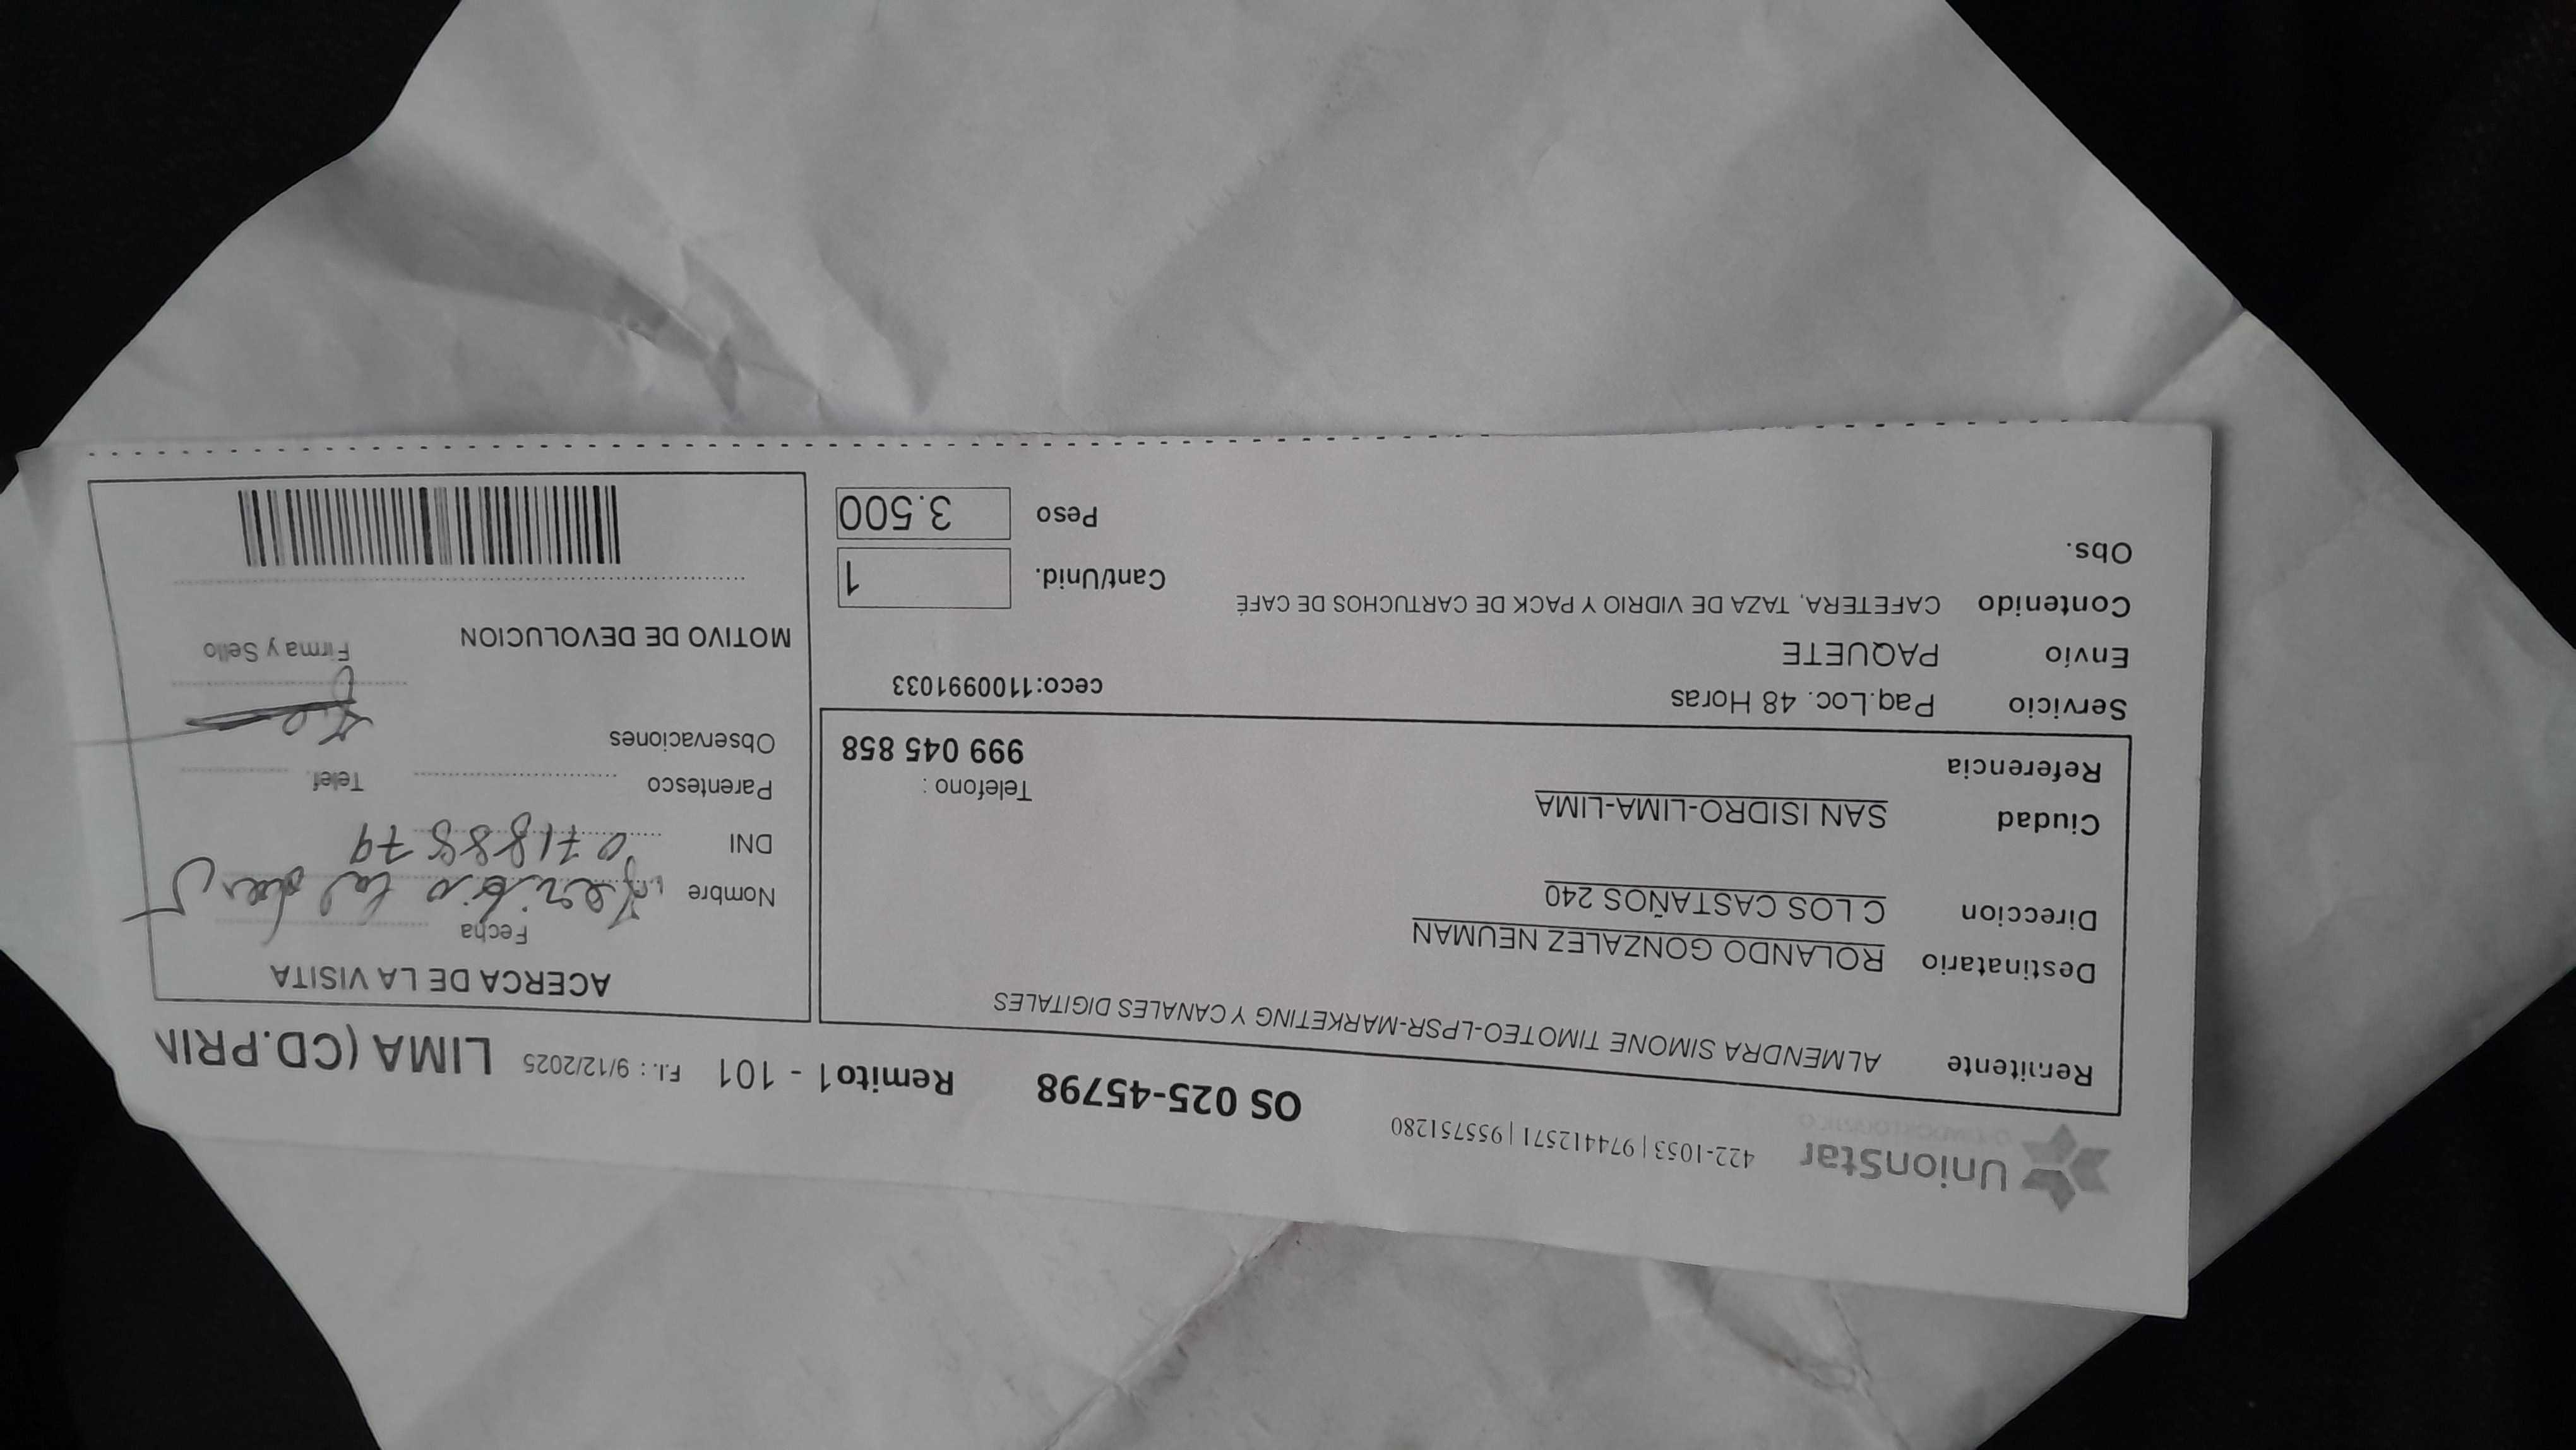 UnionStar 422-1053 | 974412571 | 955751280 OS 025-45798 Remito1 - 101 F.I. : 9/12/2025 LIMA (CD.PRIN
Remitente ALMENDRA SIMONE TIMOTEO-LPSR-MARKETING Y CANALES DIGITALES
Destinatario ROLANDO GONZALEZ NEUMAN
Direccion C LOS CASTAÑOS 240
Ciudad SAN ISIDRO-LIMA-LIMA
Telefono :
999 045 858
Referencia
Servicio Paq.Loc. 48 Horas ceco:1100991033
Envío PAQUETE
Contenido CAFETERA, TAZA DE VIDRIO Y PACK DE CARTUCHOS DE CAFÉ
Obs.
Cant/Unid. 1
Peso 3.500
ACERCA DE LA VISITA
Fecha
Nombre
DNI 07188879
Parentesco Telef.
Observaciones
Firma y Sello
MOTIVO DE DEVOLUCION